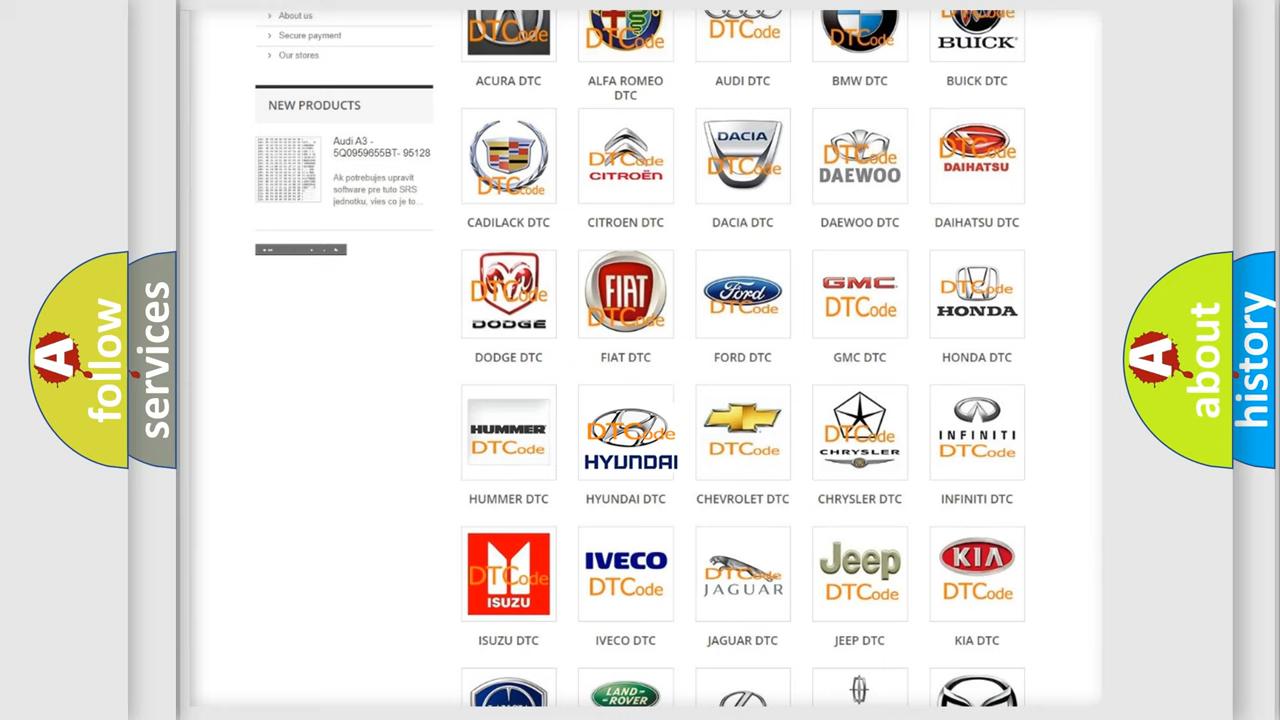 About us
Secure payment
Our stores
NEW PRODUCTS
Audi A3 -
5Q0959655BT- 95128
Ak potrebujes upravit
software pre tuto SRS
jednotku, vies co je to...
DTCode DTCode DTCode DTCode BUICK
ACURA DTC
ALFA ROMEO
DTC
AUDI DTC
BMW DTC
BUICK DTC
DTCode
DTCode
CITROËN
DACIA
DTCode
DTCode
DAEWOO
DTCode
DAIHATSU
CADILACK DTC
CITROEN DTC
DACIA DTC
DAEWOO DTC
DAIHATSU DTC
DTCode
DODGE
FIAT
DTCode
Ford
DTCode
GMC
DTCode
DTCode
HONDA
DODGE DTC
FIAT DTC
FORD DTC
GMC DTC
HONDA DTC
HUMMER
DTCode
DTCode
HYUNDAI
DTCode
DTCode
CHRYSLER
INFINITI
DTCode
HUMMER DTC
HYUNDAI DTC
CHEVROLET DTC
CHRYSLER DTC
INFINITI DTC
DTCode
ISUZU
IVECO
DTCode
DTCode
JAGUAR
Jeep
DTCode
KIA
DTCode
ISUZU DTC
IVECO DTC
JAGUAR DTC
JEEP DTC
KIA DTC
LAND-
ROVER
A
follow
services
A
about
history